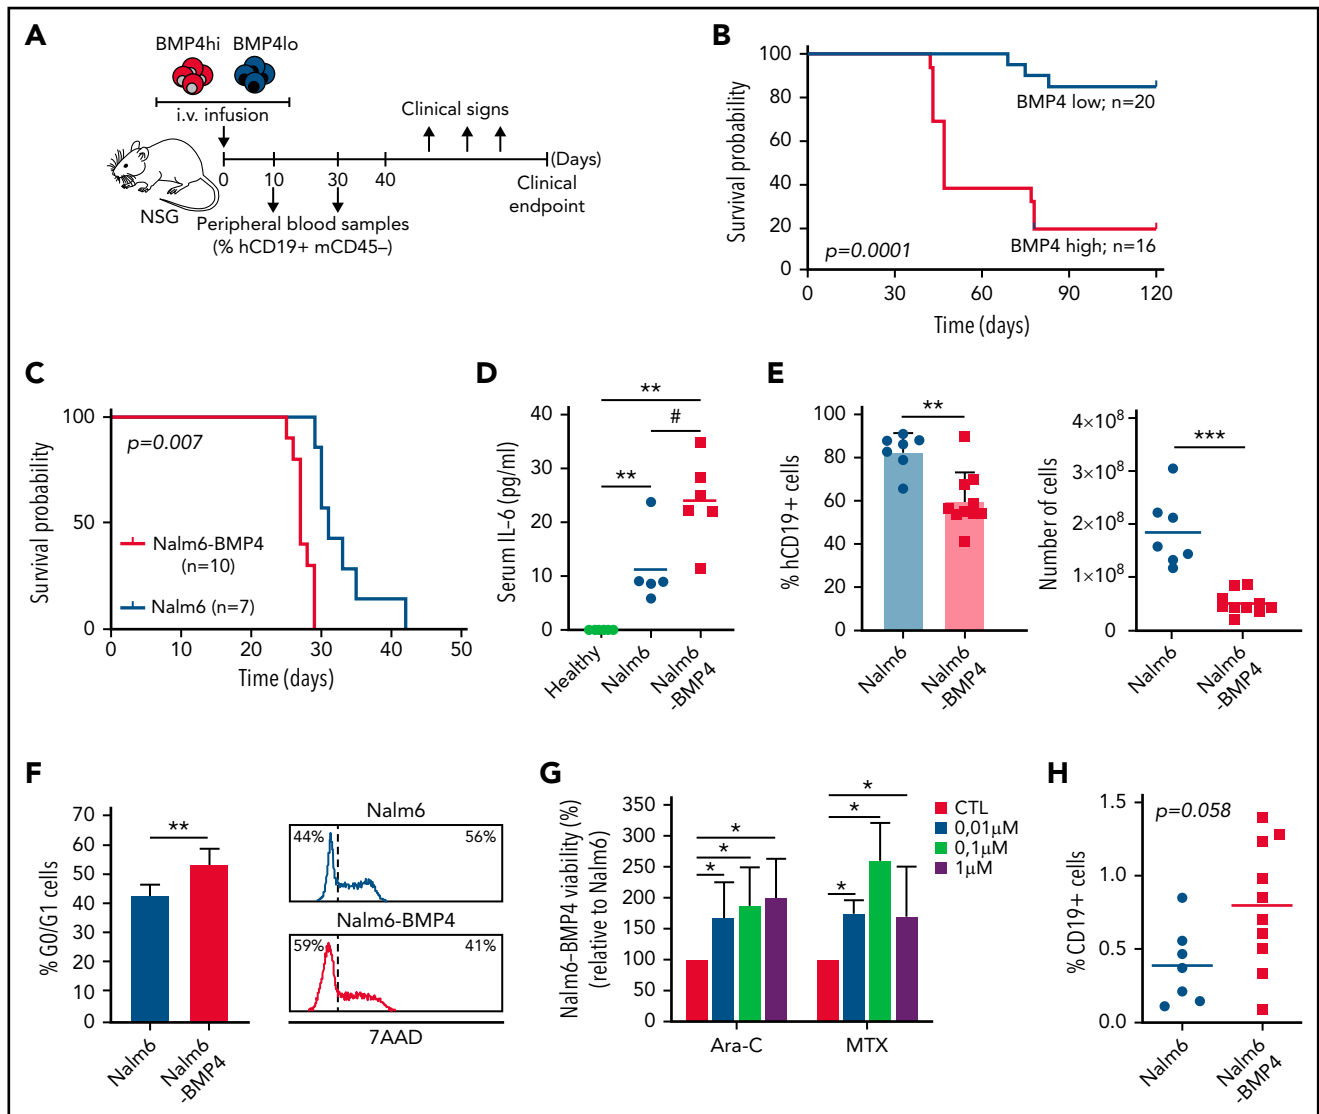 A
BMP4hi BMP4lo
i.v. infusion
Clinical signs
(Days)
0 10 30 40
Clinical
endpoint
NSG
Peripheral blood samples
(% hCD19+ mCD45–)
B
Survival probability
100
80
60
40
20
0
BMP4 low; n=20
BMP4 high; n=16
p=0.0001
0 30 60 90 120
Time (days)
C
Survival probability
100
50
0
p=0.007
Nalm6-BMP4
(n=10)
Nalm6 (n=7)
0 10 20 30 40 50
Time (days)
D
Serum IL–6 (pg/ml)
40
30
20
10
0
**
#
**
Healthy
Nalm6
Nalm6
-BMP4
E
% hCD19+ cells
100
80
60
40
20
0
**
Nalm6
Nalm6
-BMP4
Number of cells
4×10⁸
3×10⁸
2×10⁸
1×10⁸
0
***
Nalm6
Nalm6
-BMP4
F
% G0/G1 cells
70
60
50
40
30
20
10
0
**
Nalm6
Nalm6
-BMP4
Nalm6
44% 56%
Nalm6-BMP4
59% 41%
7AAD
G
Nalm6–BMP4 viability (%)
(relative to Nalm6)
350
300
250
200
150
100
50
0
*
*
*
*
*
*
Ara-C MTX
CTL
0,01µM
0,1µM
1µM
H
% CD19+ cells
1.5
1.0
0.5
0.0
p=0.058
Nalm6
Nalm6
-BMP4